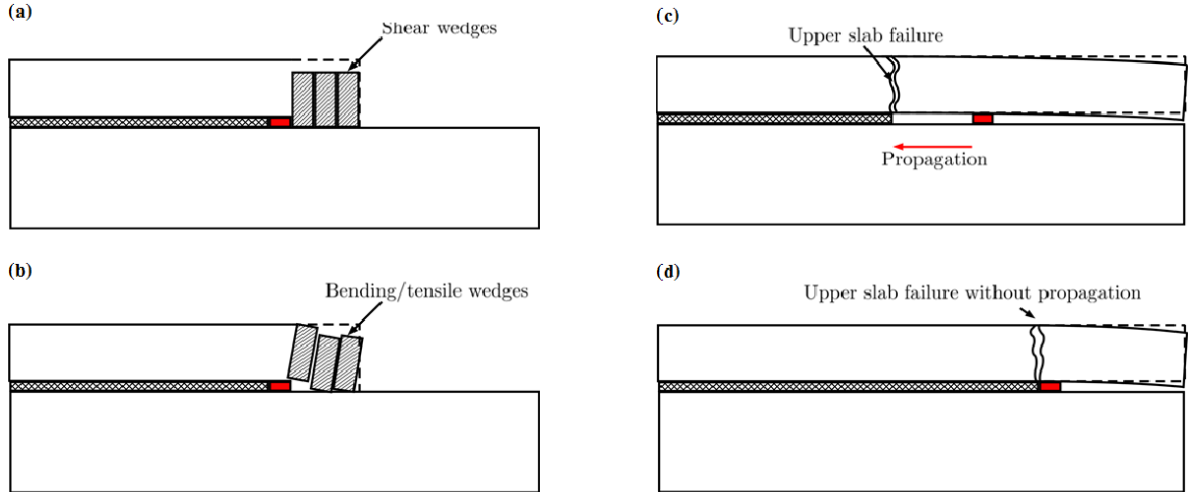 (a)
Shear wedges
(b)
Bending/tensile wedges
(c)
Upper slab failure
Propagation
(d)
Upper slab failure without propagation